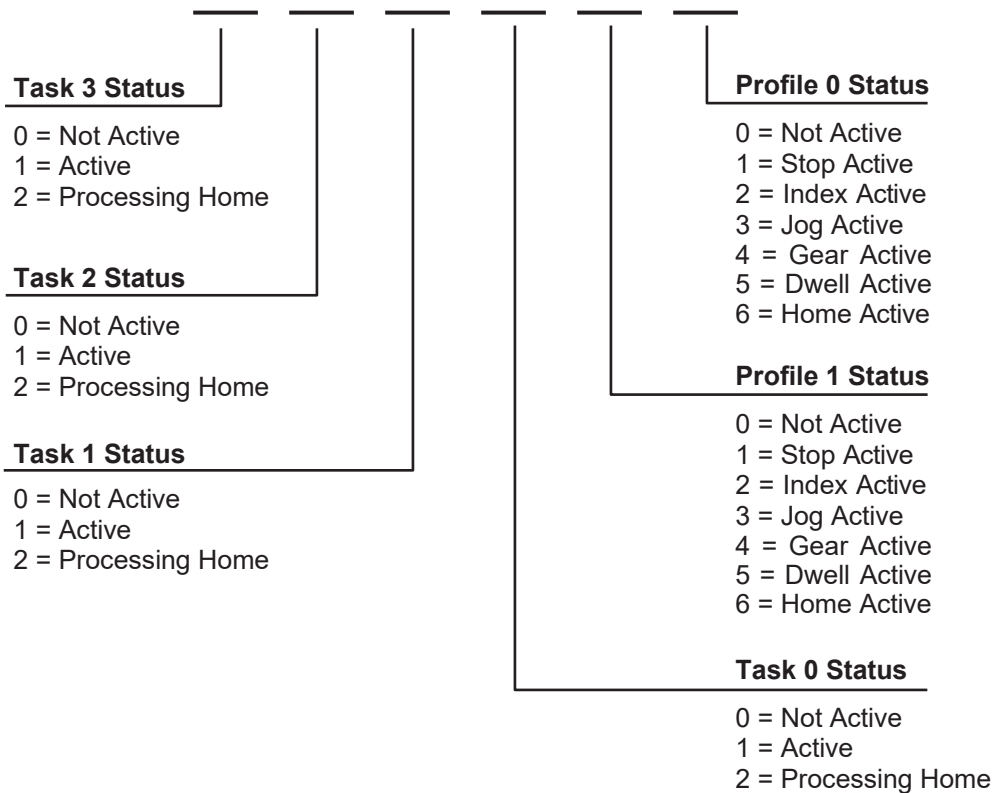 Task 3 Status
0 = Not Active
1 = Active
2 = Processing Home
Task 2 Status
0 = Not Active
1 = Active
2 = Processing Home
Task 1 Status
0 = Not Active
1 = Active
2 = Processing Home
Profile 0 Status
0 = Not Active
1 = Stop Active
2 = Index Active
3 = Jog Active
4 = Gear Active
5 = Dwell Active
6 = Home Active
Profile 1 Status
0 = Not Active
1 = Stop Active
2 = Index Active
3 = Jog Active
4 = Gear Active
5 = Dwell Active
6 = Home Active
Task 0 Status
0 = Not Active
1 = Active
2 = Processing Home